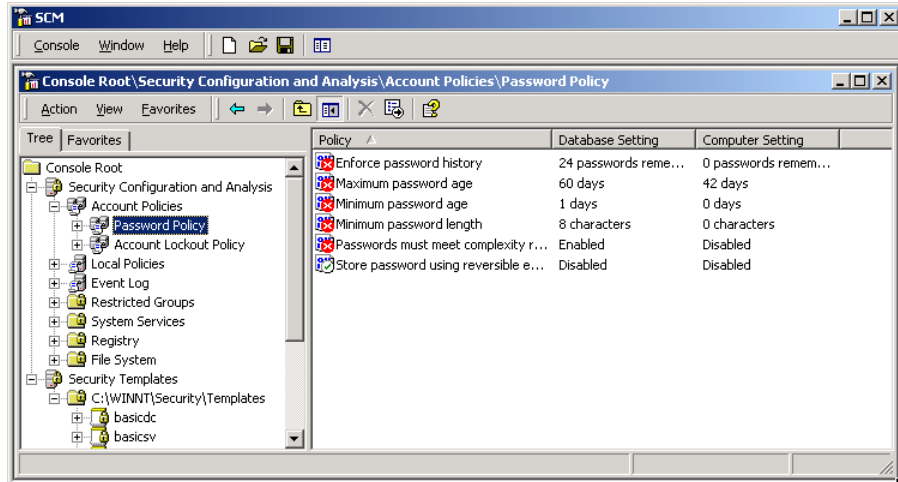 SCM
Console Window Help
Console Root\Security Configuration and Analysis\Account Policies\Password Policy
Action View Favorites
Tree Favorites
Policy Database Setting Computer Setting
Console Root
Security Configuration and Analysis
Account Policies
Password Policy
Account Lockout Policy
Local Policies
Event Log
Restricted Groups
System Services
Registry
File System
Security Templates
C:\WINNT\Security\Templates
basicdc
basicsv
Enforce password history 24 passwords reme... 0 passwords remem...
Maximum password age 60 days 42 days
Minimum password age 1 days 0 days
Minimum password length 8 characters 0 characters
Passwords must meet complexity r... Enabled Disabled
Store password using reversible e... Disabled Disabled